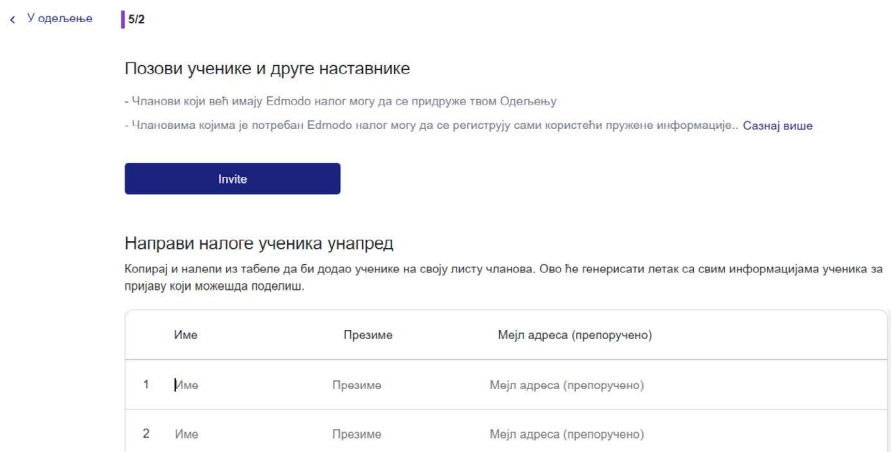 У одељење
5/2
Позови ученике и друге наставнике
- Чланови који већ имају Edmodo налог могу да се придруже твом Одељењу
- Члановима којима је потребан Edmodo налог могу да се региструју сами користећи пружене информације.. Сазнај више
Invite
Направи налоге ученика унапред
Копирај и налепи из табеле да би додао ученике на своју листу чланова. Ово ће генерисати летак са свим информацијама ученика за
пријаву који можешда поделиш.
Име Презиме Мејл адреса (препоручено)
1 Име Презиме Мејл адреса (препоручено)
2 Име Презиме Мејл адреса (препоручено)